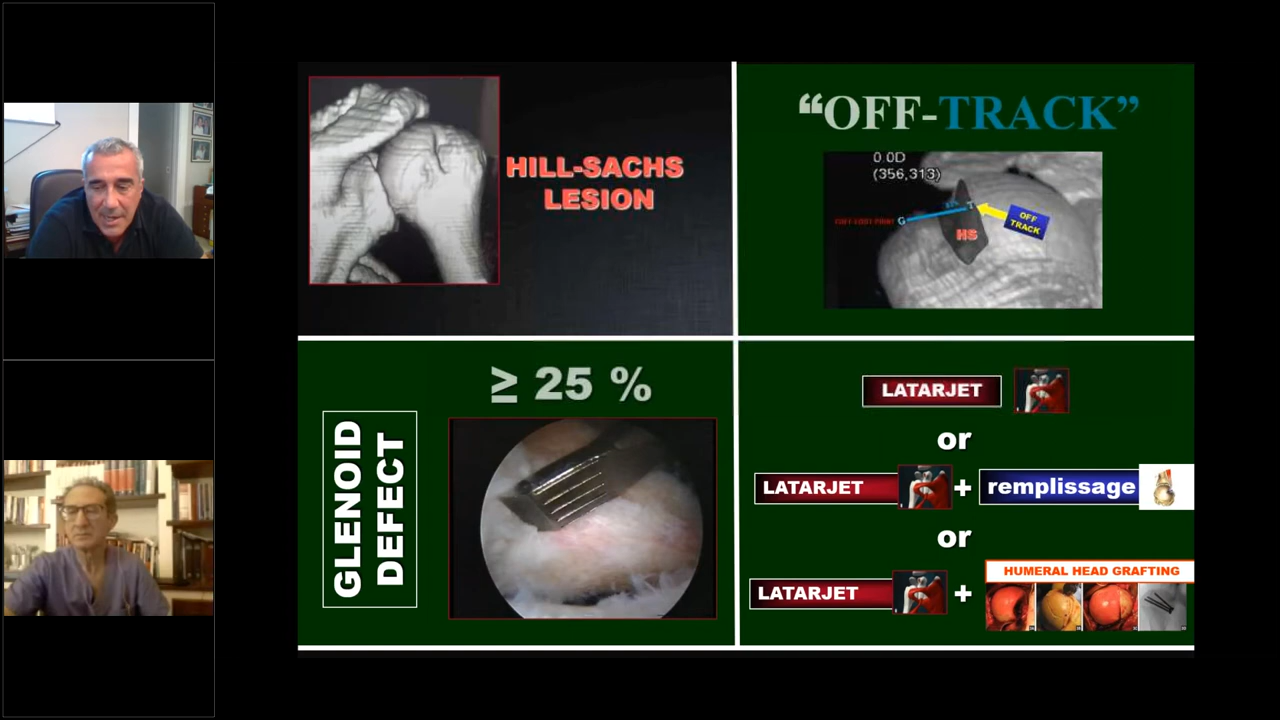 HILL-SACHS
LESION
“OFF-TRACK”
0.0D
(356,313)
G
T
HS
OFF
TRACK
GLENOID
DEFECT
≥ 25 %
LATARJET
or
LATARJET + remplissage
or
LATARJET + HUMERAL HEAD GRAFTING